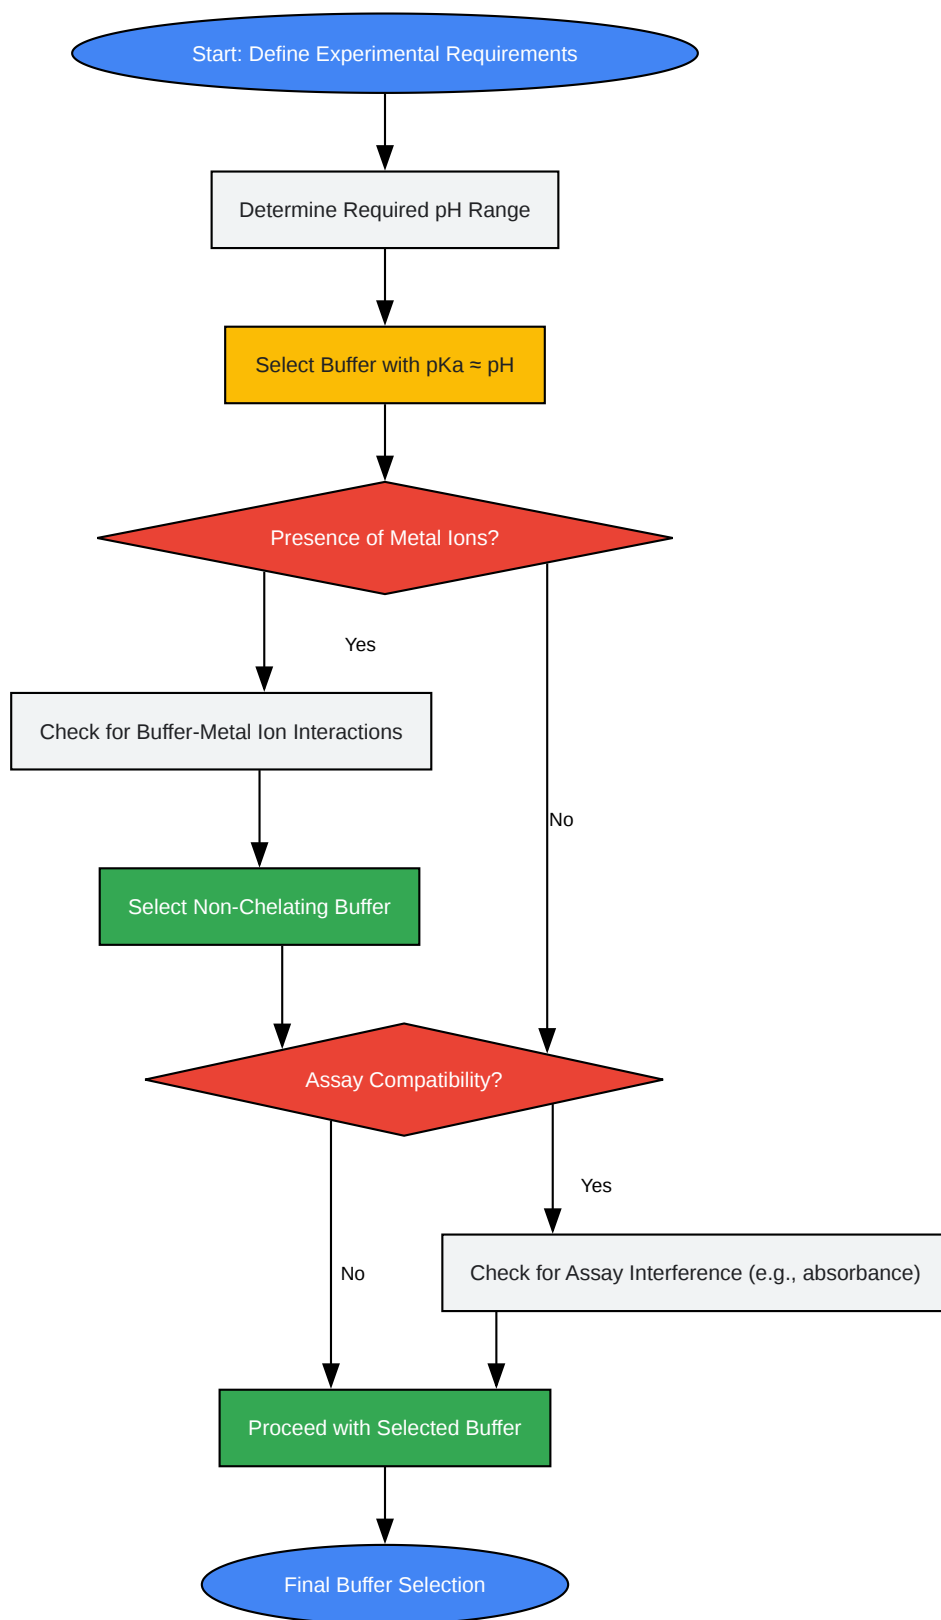 Start: Define Experimental Requirements
Determine Required pH Range
Select Buffer with pKa ≈ pH
Presence of Metal Ions?
Yes
Check for Buffer-Metal Ion Interactions
No
Select Non-Chelating Buffer
Assay Compatibility?
Yes
Check for Assay Interference (e.g., absorbance)
No
Proceed with Selected Buffer
Final Buffer Selection